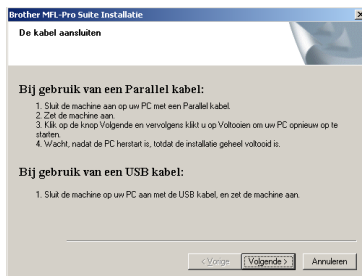 Brother MFL-Pro Suite Installatie
De kabel aansluiten
Bij gebruik van een Parallel kabel:
1. Sluit de machine aan op uw PC met een Parallel kabel.
2. Zet de machine aan.
3. Klik op de knop Volgende en vervolgens klikt u op Voltooien om uw PC opnieuw op te
starten.
4. Wacht, nadat de PC herstart is, totdat de installatie geheel voltooid is.
Bij gebruik van een USB kabel:
1. Sluit de machine op uw PC aan met de USB kabel, en zet de machine aan.
< Vorige Volgende > Annuleren